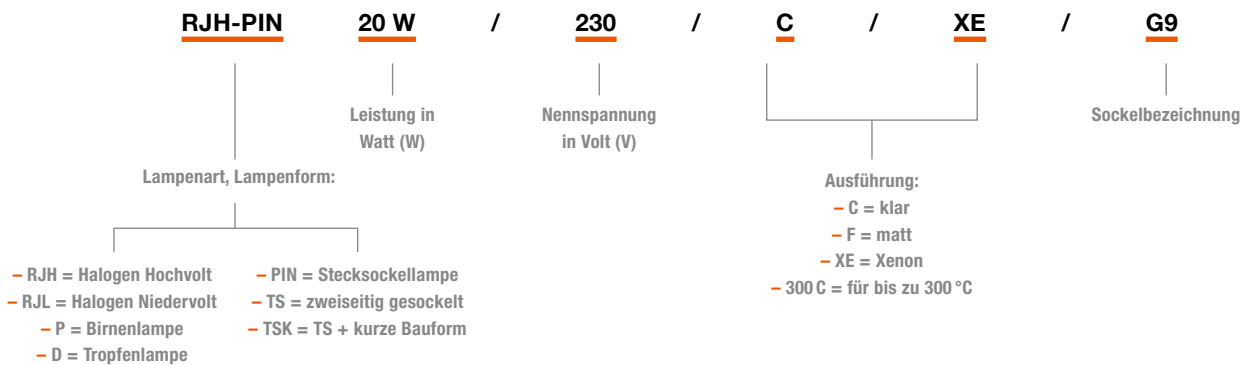 RJH-PIN 20 W / 230 / C / XE / G9
Leistung in
Watt (W)
Nennspannung
in Volt (V)
Sockelbezeichnung
Lampenart, Lampenform:
– RJH = Halogen Hochvolt
– RJL = Halogen Niedervolt
– P = Birnenlampe
– D = Tropfenlampe
– PIN = Stecksockellampe
– TS = zweiseitig gesockelt
– TSK = TS + kurze Bauform
Ausführung:
– C = klar
– F = matt
– XE = Xenon
– 300 C = für bis zu 300 °C